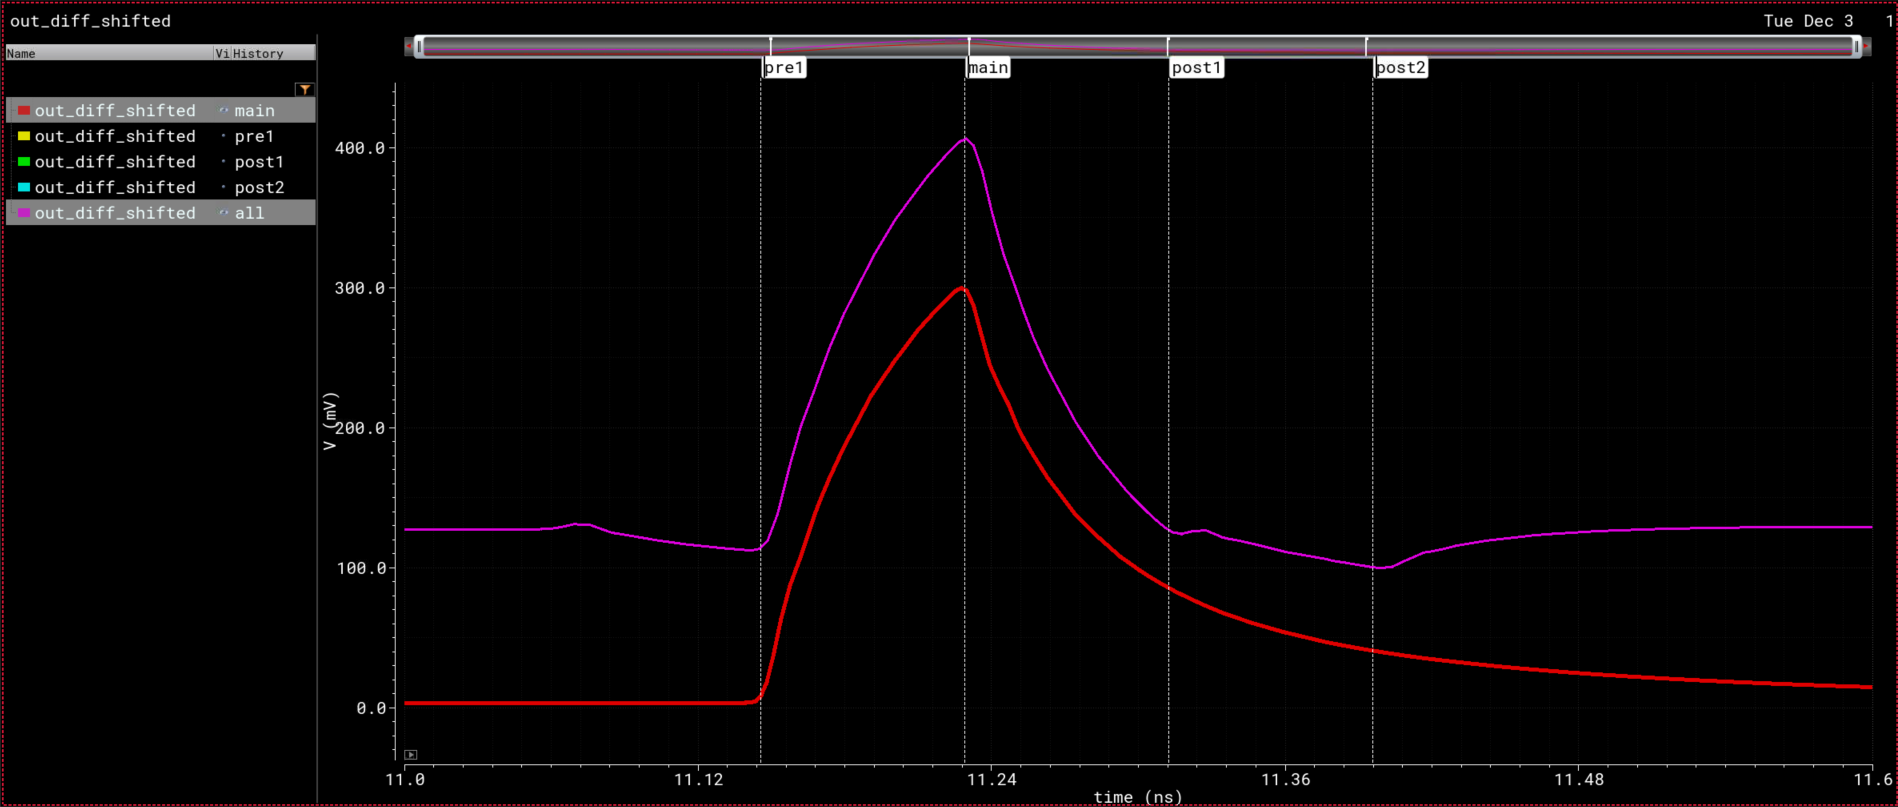 out_diff_shifted
Tue Dec 3 1
Name Vi History
out_diff_shifted main
out_diff_shifted pre1
out_diff_shifted post1
out_diff_shifted post2
out_diff_shifted all
pre1 main post1 post2
400.0
300.0
200.0
100.0
0.0
V (mV)
11.0 11.12 11.24 11.36 11.48 11.6
time (ns)